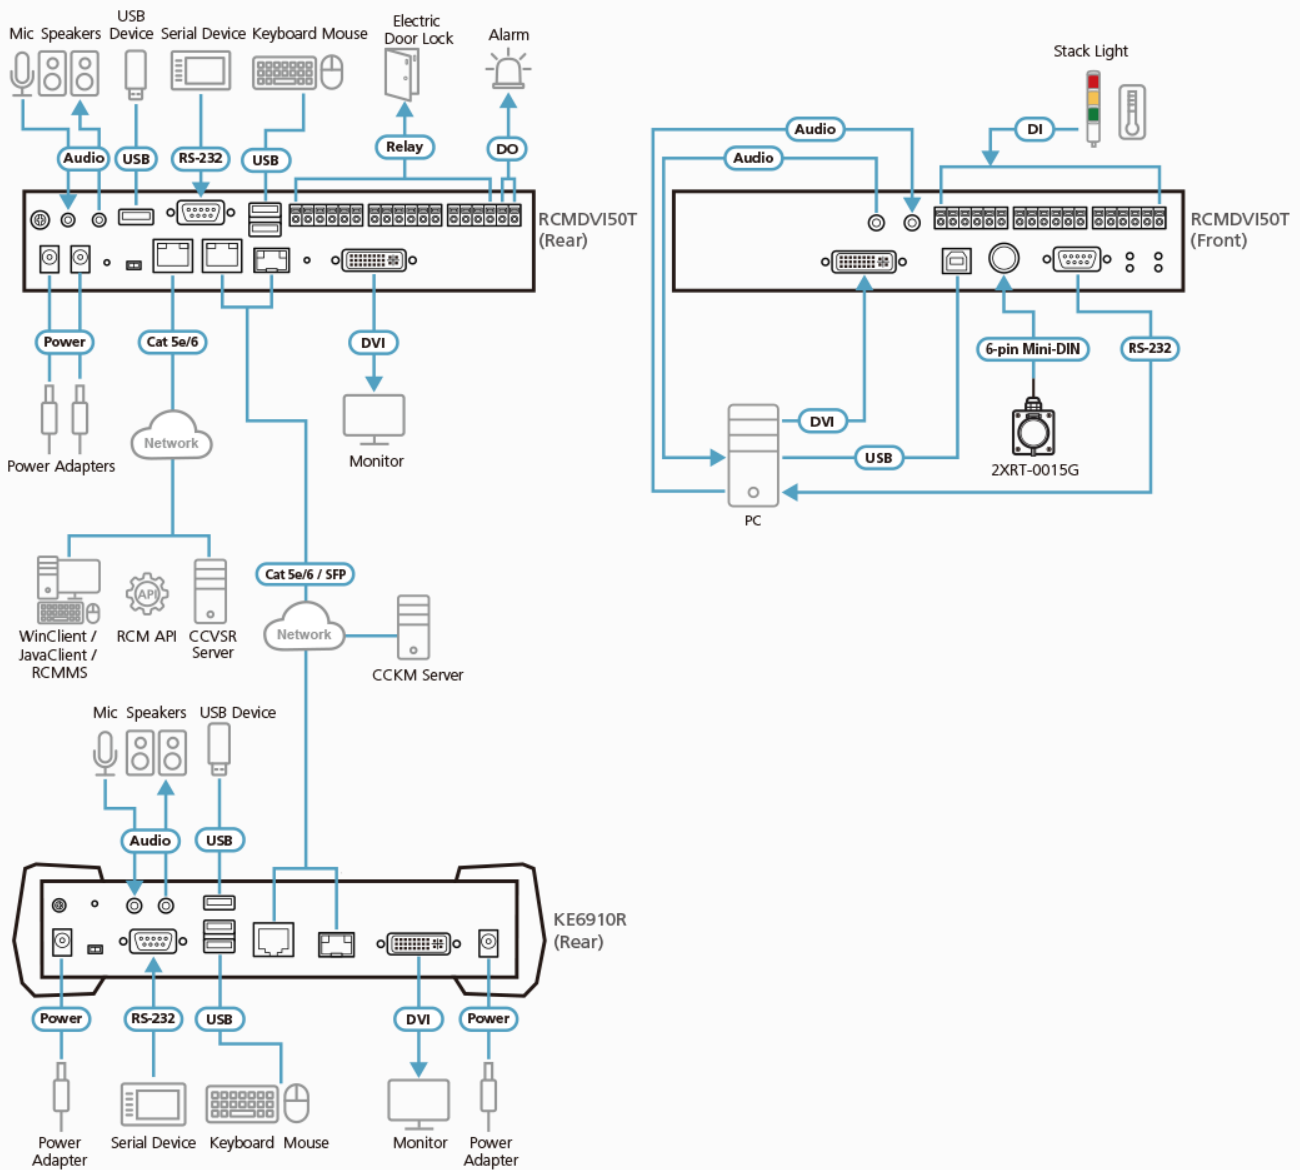 USB
Mic Speakers Device Serial Device Keyboard Mouse
Electric
Door Lock
Alarm
Audio
USB
RS-232
USB
Relay
DO
RCMDVI50T
(Rear)
Power
Cat 5e/6
DVI
Network
Power Adapters
Monitor
Stack Light
Audio
DI
Audio
RCMDVI50T
(Front)
6-pin Mini-DIN
RS-232
DVI
USB
2XRT-0015G
PC
Cat 5e/6 / SFP
API
WinClient /
JavaClient /
RCMMS
RCM API
CCVSR
Server
Network
CCKM Server
Mic Speakers USB Device
Audio
USB
KE6910R
(Rear)
Power
RS-232
USB
DVI
Power
Power
Adapter
Serial Device
Keyboard Mouse
Monitor
Power
Adapter